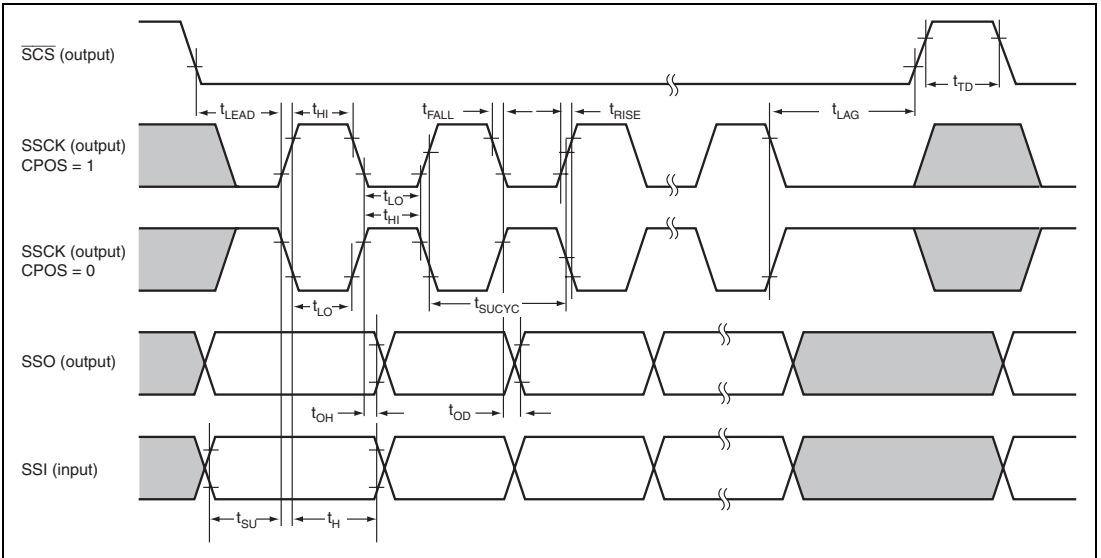 SCS (output)
tTD
tLEAD
tHI
tFALL
tRISE
tLAG
SSCK (output)
CPOS = 1
tLO
tHI
SSCK (output)
CPOS = 0
tLO
tSUCYC
SSO (output)
tOH
tOD
SSI (input)
tSU
tH